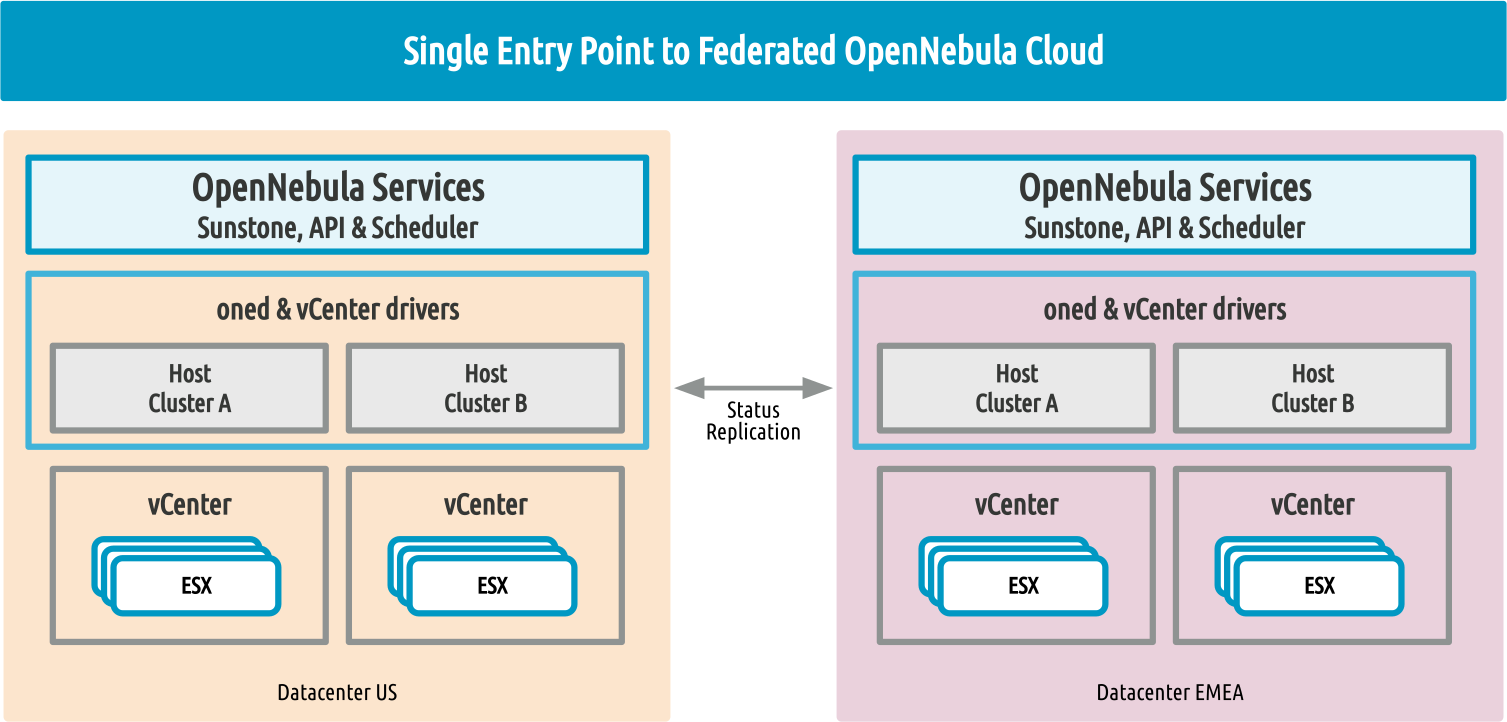 Single Entry Point to Federated OpenNebula Cloud
OpenNebula Services
Sunstone, API & Scheduler
oned & vCenter drivers
Host
Cluster A
Host
Cluster B
vCenter
ESX
vCenter
ESX
Datacenter US
Status
Replication
OpenNebula Services
Sunstone, API & Scheduler
oned & vCenter drivers
Host
Cluster A
Host
Cluster B
vCenter
ESX
vCenter
ESX
Datacenter EMEA